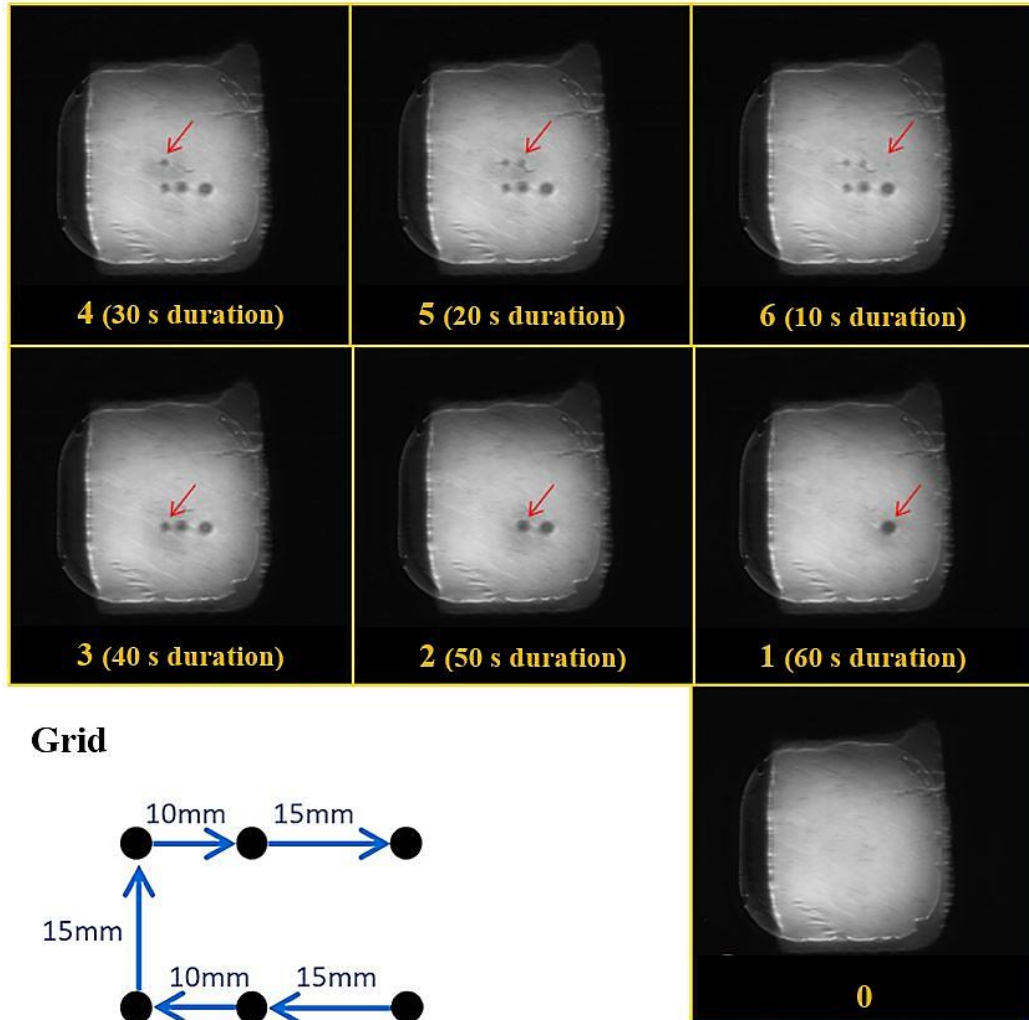 4 (30 s duration)
5 (20 s duration)
6 (10 s duration)
3 (40 s duration)
2 (50 s duration)
1 (60 s duration)
Grid
10mm
15mm
15mm
10mm
15mm
0